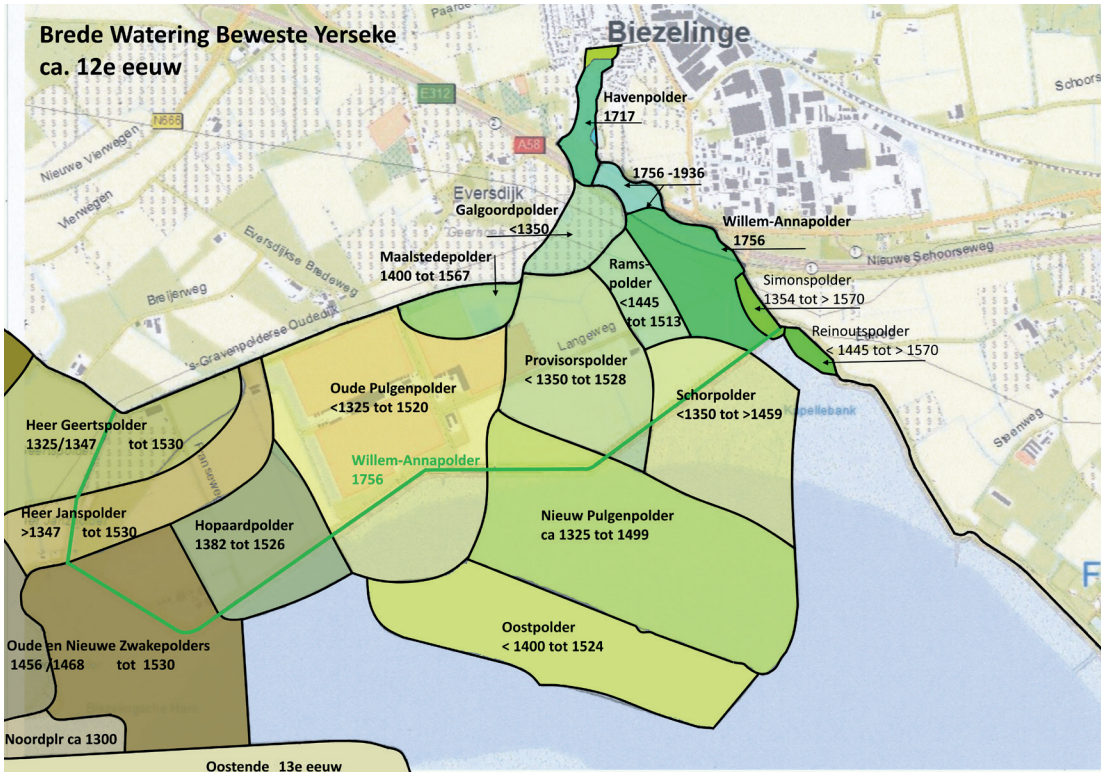 Brede Watering Beweste Yerseke
ca. 12e eeuw
Biezelinge
E312
N666
A58
Nieuwe Vierwegen
Vierwegen
Eversdijk
Eversdijkse Bredeweg
Breijerweg
's-Gravenpolderse Oudedijk
Nieuwe Schoorseweg
Steenweg
Langeweg
Kapellebank
Havenpolder
1717
1756 -1936
Galgoordpolder
<1350
Willem-Annapolder
1756
Maalstedepolder
1400 tot 1567
Rams-
polder
<1445
tot 1513
Simonspolder
1354 tot > 1570
Reinoutspolder
< 1445 tot > 1570
Provisorspolder
< 1350 tot 1528
Schorpolder
<1350 tot >1459
Oude Pulgenpolder
<1325 tot 1520
Heer Geertspolder
1325/1347 tot 1530
Willem-Annapolder
1756
Heer Janspolder
>1347 tot 1530
Hopaardpolder
1382 tot 1526
Nieuw Pulgenpolder
ca 1325 tot 1499
Oostpolder
< 1400 tot 1524
Oude en Nieuwe Zwakepolders
1456 /1468 tot 1530
Noordplr ca 1300
Oostende 13e eeuw
F